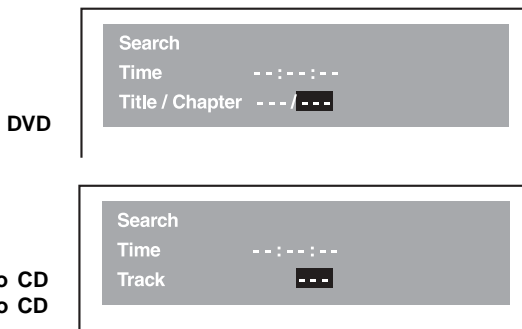 Search
Time --:--:--
Title / Chapter ---/---
DVD
Search
Time --:--:--
Track ---
CD
CD